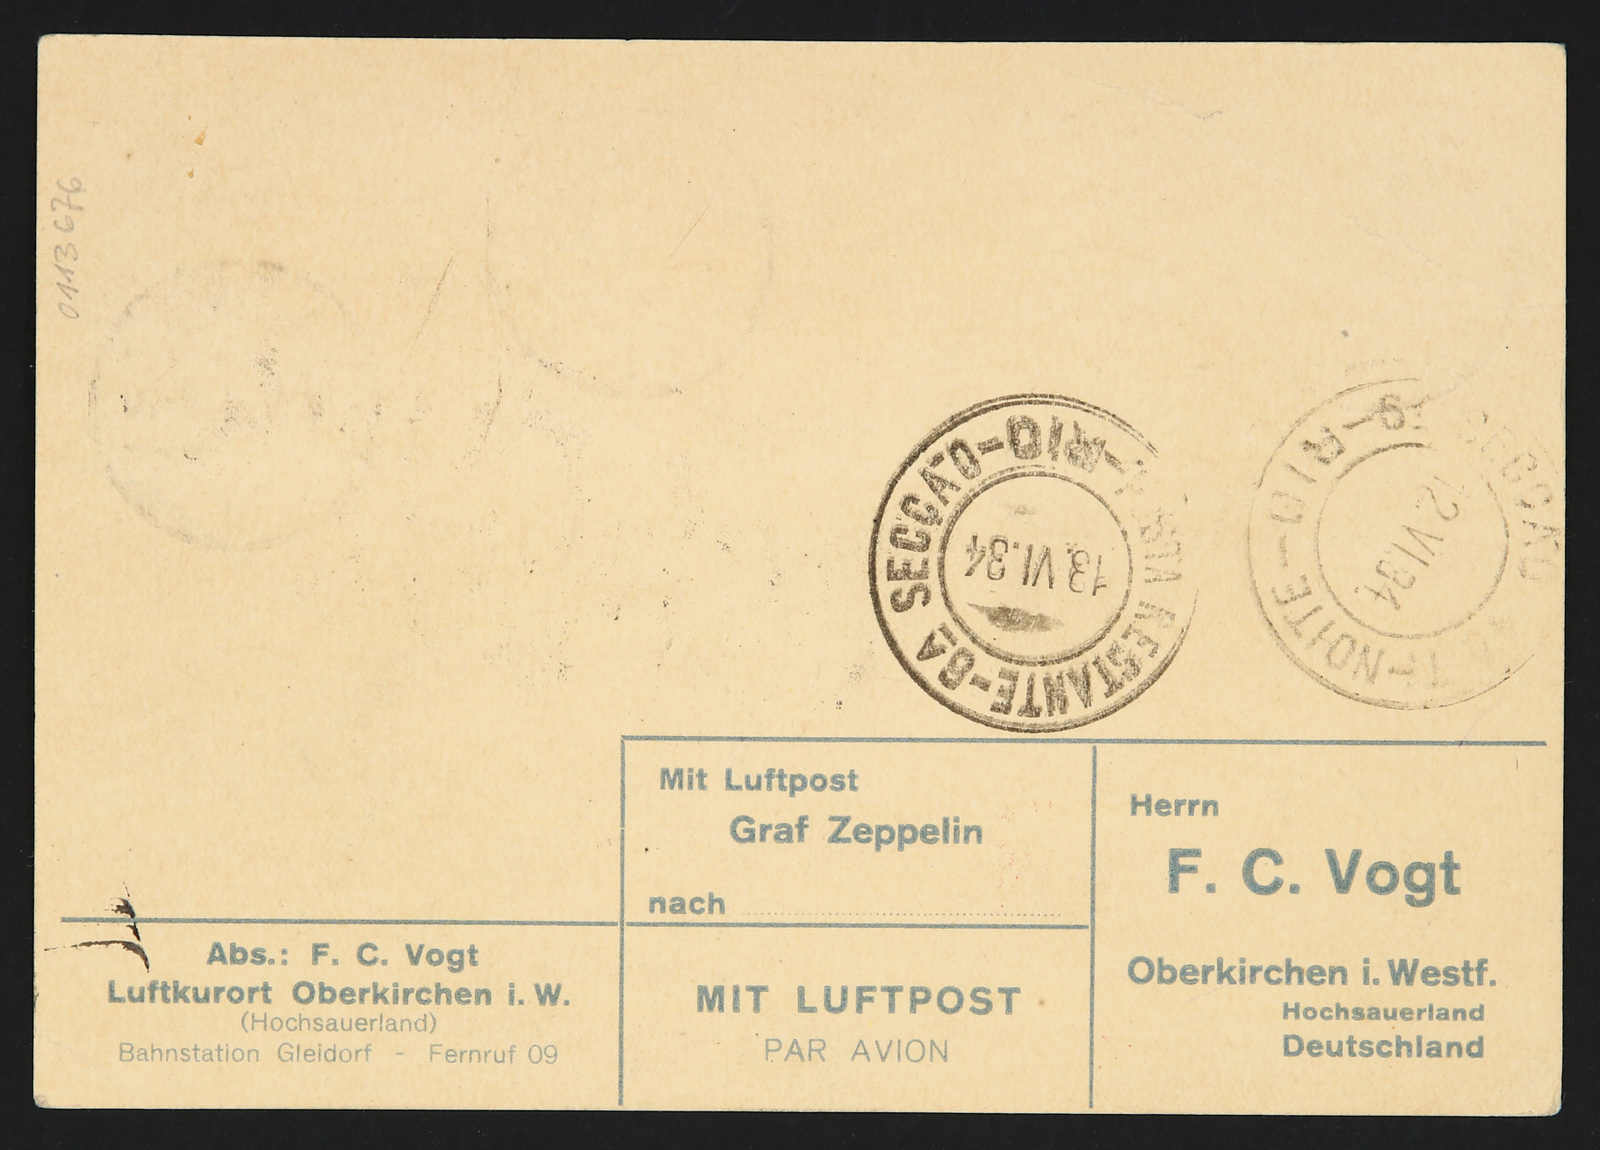 0113676
POSTA RESTANTE-6A SECÇÃO-RIO-
13.VI.34
SECÇÃO
T-NOITE-RIO-
12.VI.34
Mit Luftpost
Graf Zeppelin
nach
MIT LUFTPOST
PAR AVION
Herrn
F. C. Vogt
Oberkirchen i. Westf.
Hochsauerland
Deutschland
Abs.: F. C. Vogt
Luftkurort Oberkirchen i. W.
(Hochsauerland)
Bahnstation Gleidorf - Fernruf 09